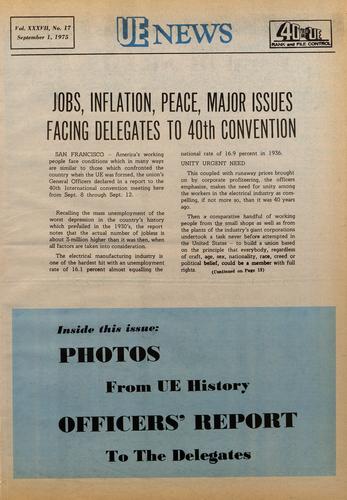 Vol. XXXVII, No. 17
September 1, 1975
UE NEWS
40 THE UE
RANK and FILE CONTROL
JOBS, INFLATION, PEACE, MAJOR ISSUES
FACING DELEGATES TO 40th CONVENTION
SAN FRANCISCO – America's working
people face conditions which in many ways
are similar to those which confronted the
country when the UE was formed, the union's
General Officers declared in a report to the
40th International convention meeting here
from Sept. 8 through Sept. 12.
Recalling the mass unemployment of the
worst depression in the country's history
which prevailed in the 1930's, the report
notes that the actual number of jobless is
about 3-million higher than it was then, when
all factors are taken into consideration.
The electrical manufacturing industry is
one of the hardest hit with an unemployment
rate of 16.1 percent almost equalling the
national rate of 16.9 percent in 1936.
UNITY URGENT NEED
This coupled with runaway prices brought
on by corporate profiteering, the officers
emphasize, makes the need for unity among
the workers in the electrical industry as com-
pelling, if not more so, than it was 40 years
ago.
Then a comparative handful of working
people from the small shops as well as from
the plants of the industry's giant corporations
undertook a task never before attempted in
the United States – to build a union based
on the principle that everybody, regardless
of craft, age, sex, nationality, race, creed or
political belief, could be a member with full
rights.
(Continued on Page 18)
Inside this issue:
PHOTOS
From UE History
OFFICERS' REPORT
To The Delegates